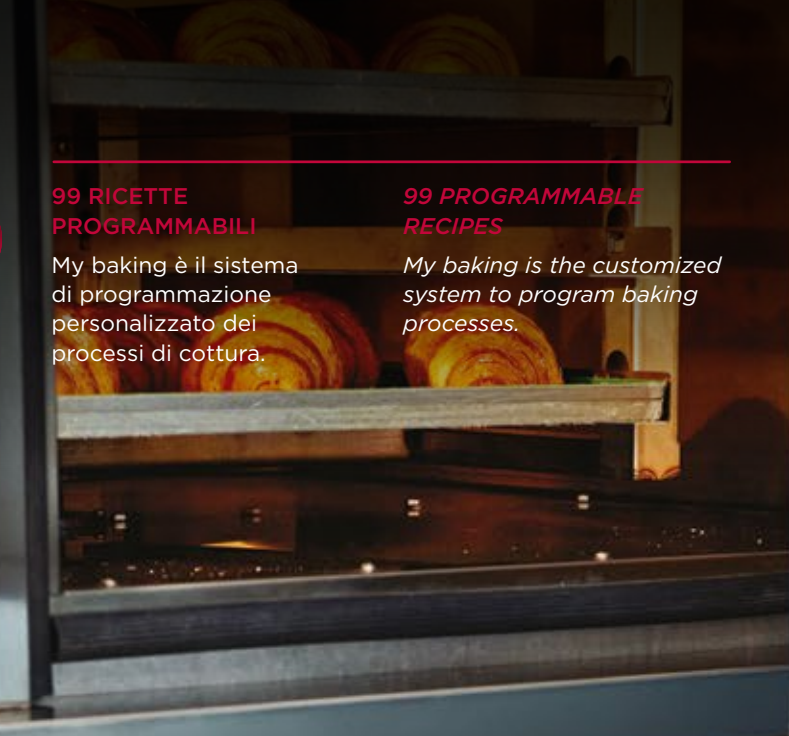 99 RICETTE
PROGRAMMABILI
My baking è il sistema
di programmazione
personalizzato dei
processi di cottura.
99 PROGRAMMABLE
RECIPES
My baking is the customized
system to program baking
processes.